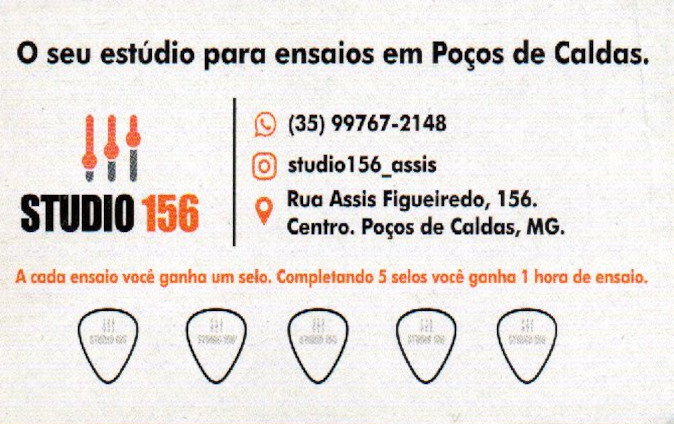 O seu estúdio para ensaios em Poços de Caldas.
(35) 99767-2148
studio156_assis
STUDIO 156
Rua Assis Figueiredo, 156.
Centro. Poços de Caldas, MG.
A cada ensaio você ganha um selo. Completando 5 selos você ganha 1 hora de ensaio.
STUDIO 156
STUDIO 156
STUDIO 156
STUDIO 156
STUDIO 156